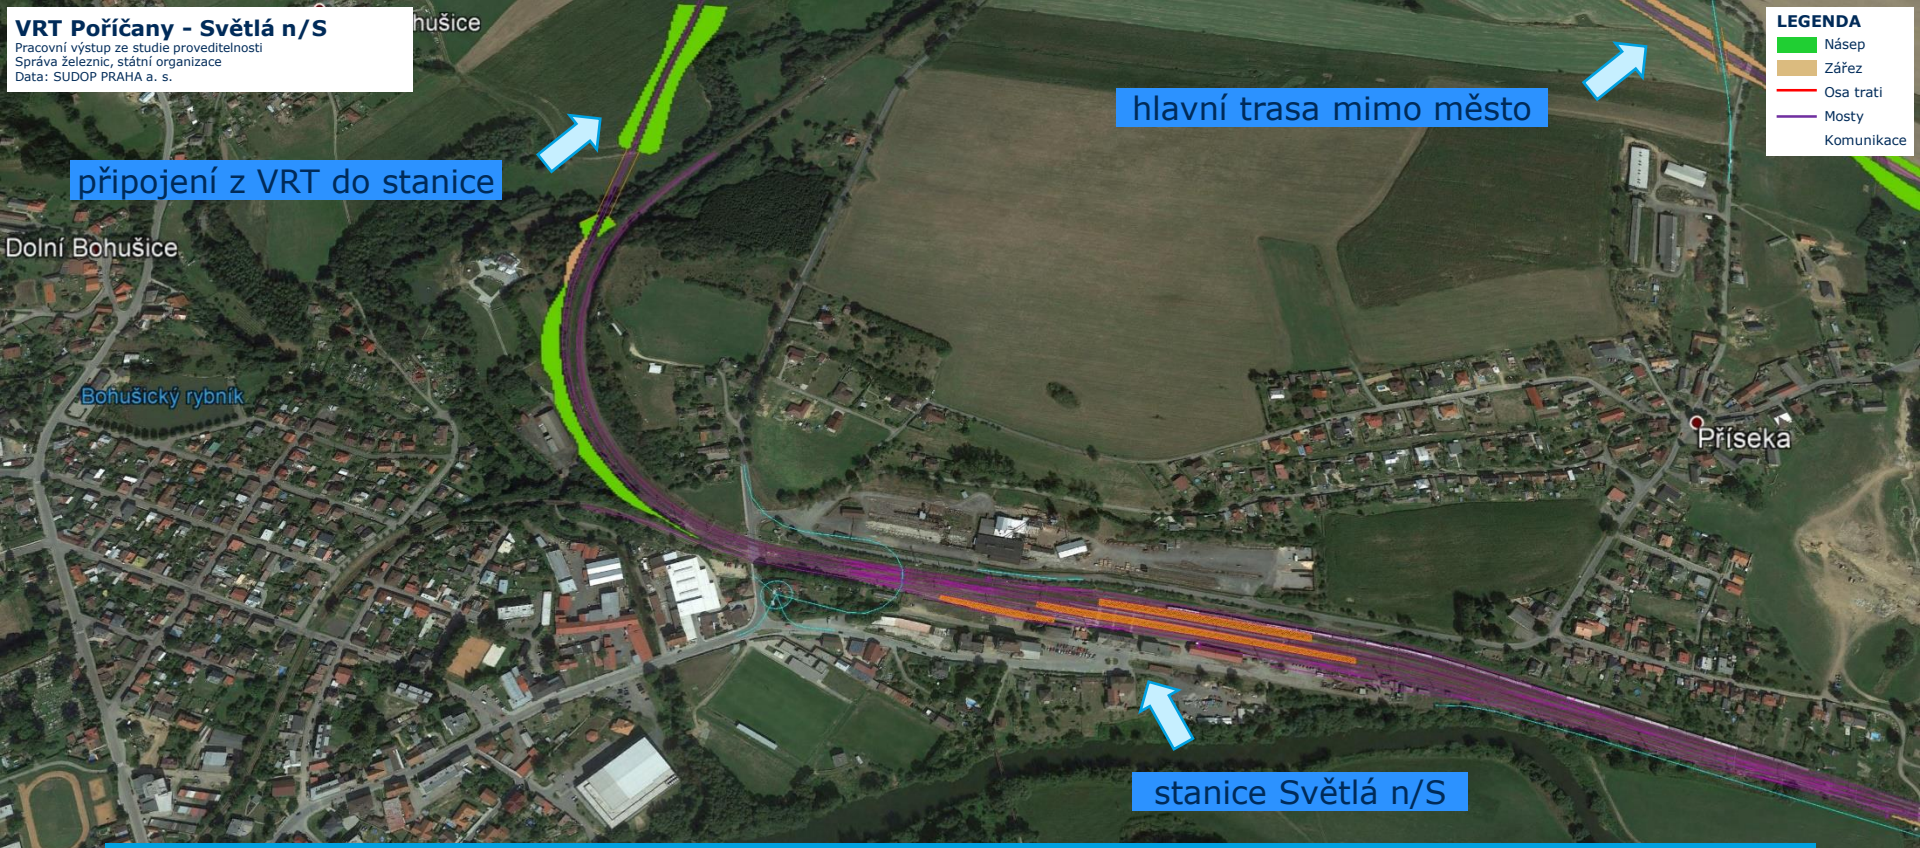 VRT Poříčany - Světlá n/S
Pracovní výstup ze studie proveditelnosti
Správa železnic, státní organizace
Data: SUDOP PRAHA a. s.
hušice
hlavní trasa mimo město
LEGENDA
Násep
Zářez
Osa trati
Mosty
Komunikace
připojení z VRT do stanice
Dolní Bohušice
Bohušický rybník
Příseka
stanice Světlá n/S